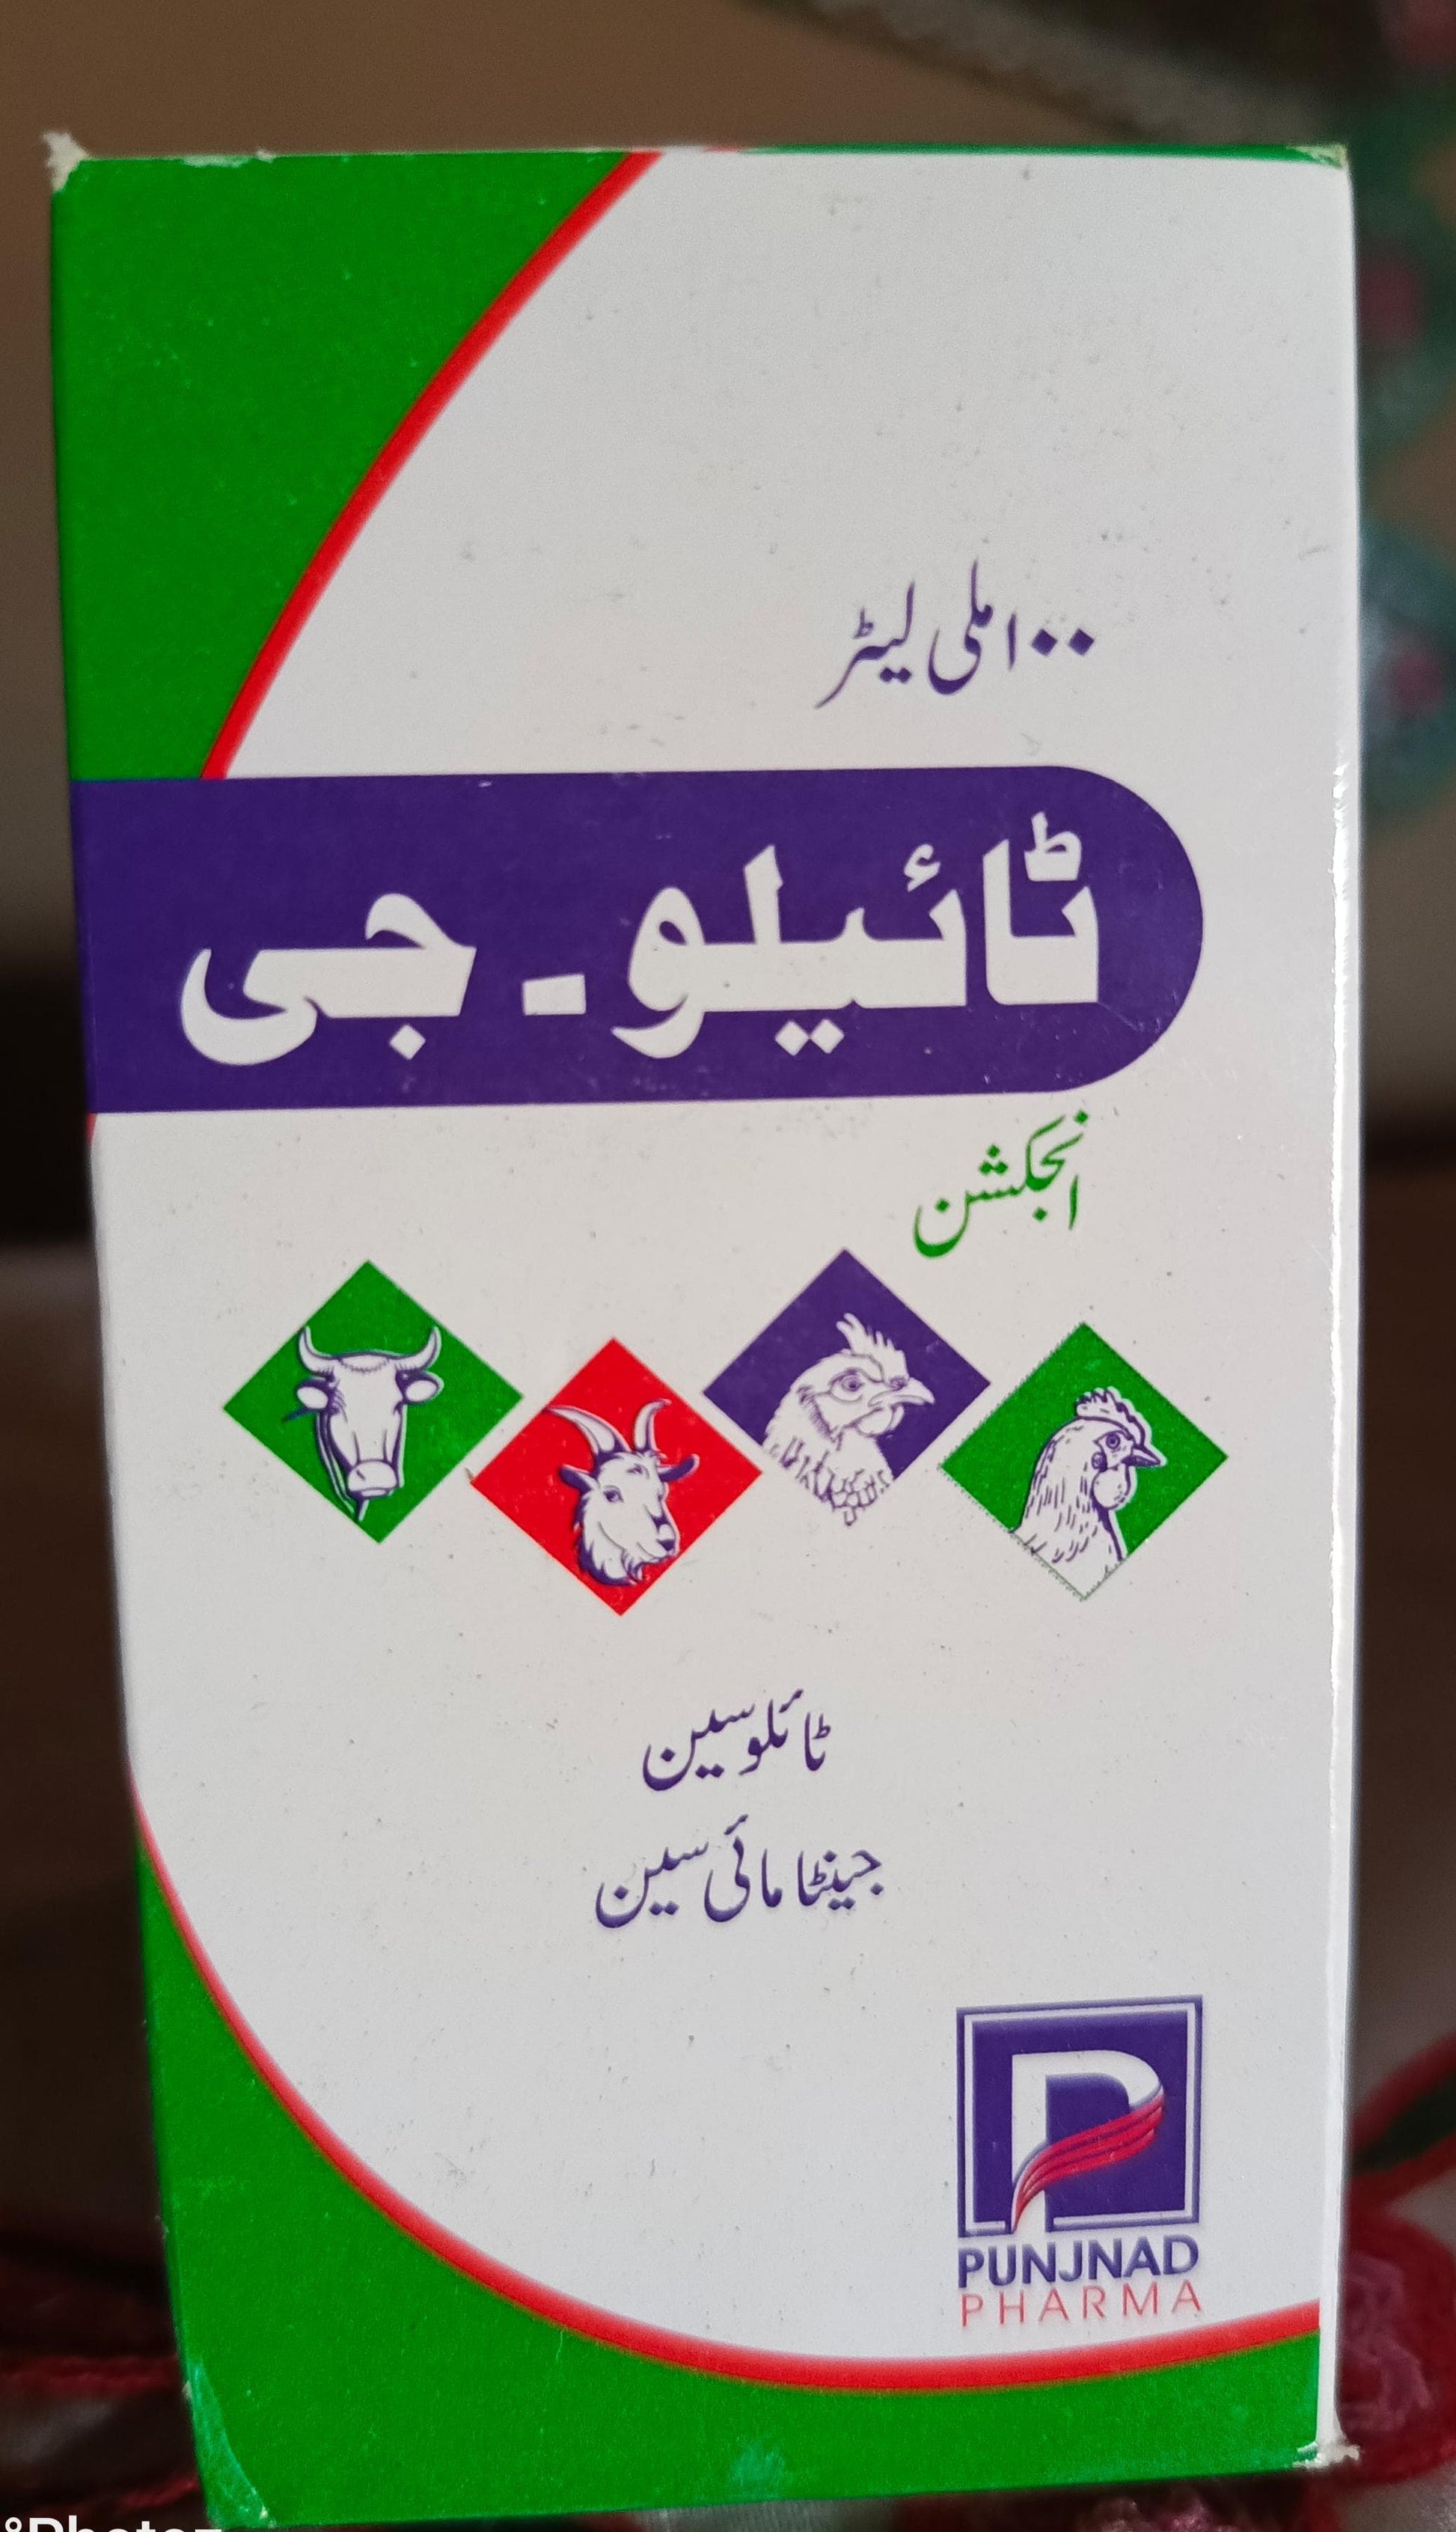 ۱۰۰ ملی لیٹر
ٹائیلو۔جی
انجکشن
ٹائلوسین
جینٹامائی سین
PUNJNAD
PHARMA